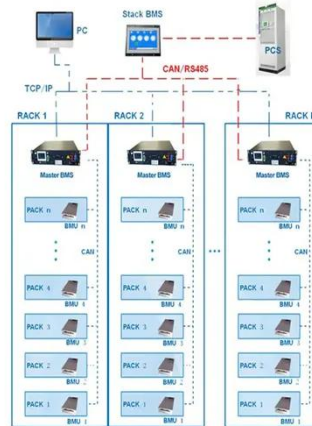 PC
Stack BMS
PCS
CAN/RS485
TCP/IP
RACK 1
RACK 2
RACK
Master BMS
Master BMS
Master BMS
PACK n
BMU n
PACK n
BMU n
PACK n
BMU n
CAN
CAN
CAN
...
PACK 4
BMU 4
PACK 4
BMU 4
PACK 4
BMU 4
PACK 3
BMU 3
PACK 3
BMU 3
PACK 3
BMU 3
PACK 2
BMU 2
PACK 2
BMU 2
PACK 2
BMU 2
PACK 1
BMU 1
PACK 1
BMU 1
PACK 1
BMU 1